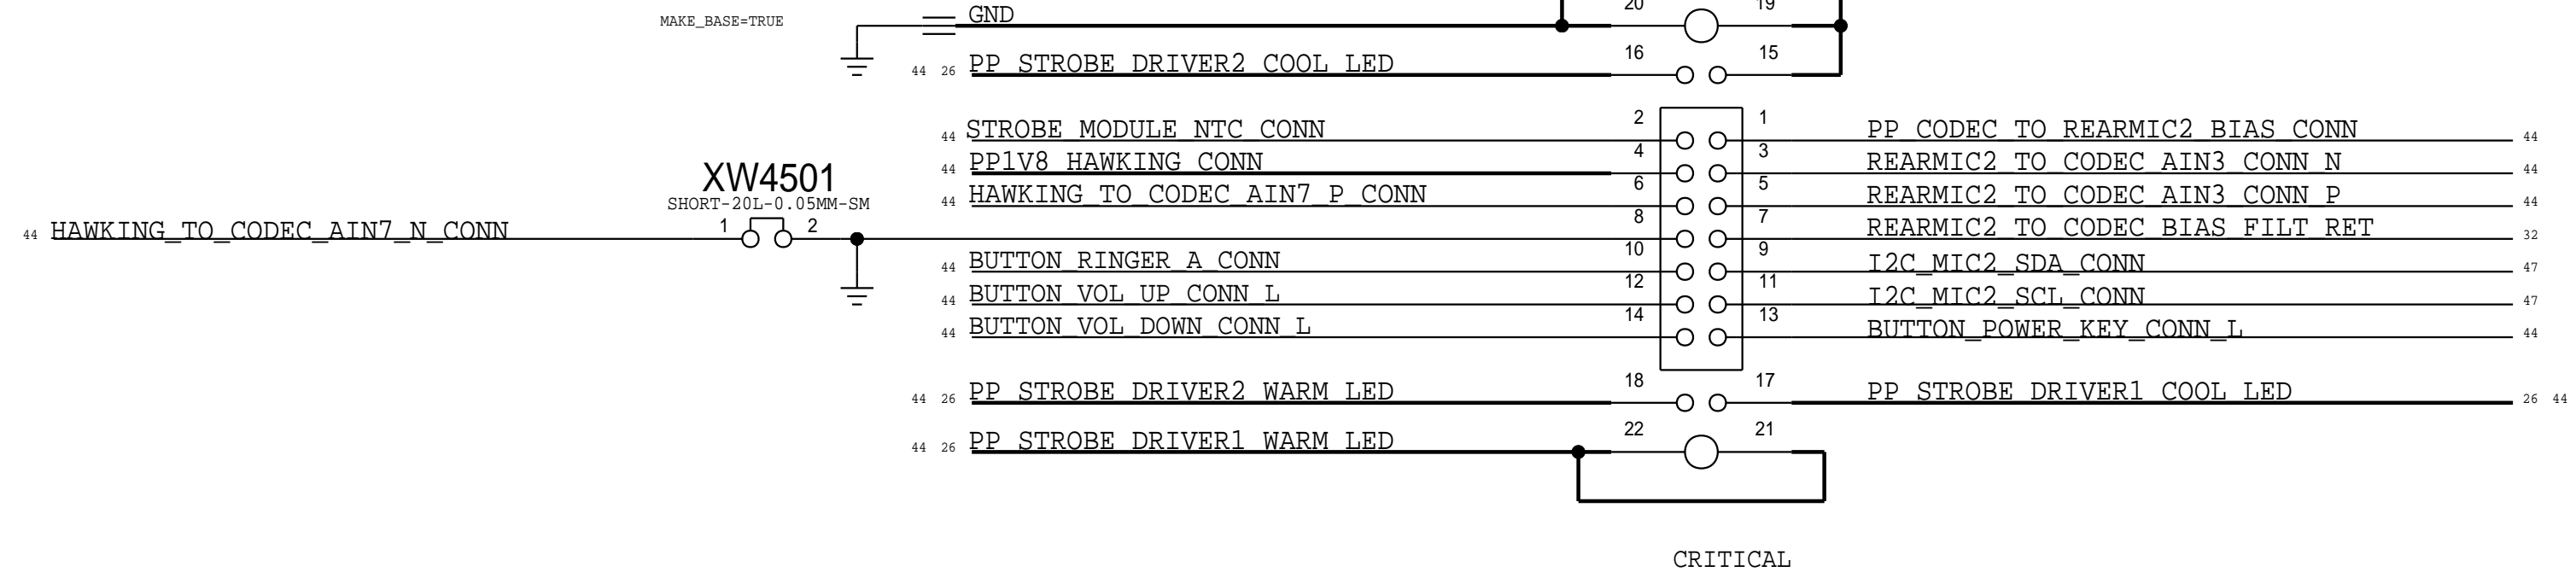 20 19
MAKE_BASE=TRUE
GND
16 15
44 26 PP_STROBE_DRIVER2_COOL_LED
2 1
44 STROBE_MODULE_NTC_CONN PP_CODEC_TO_REARMIC2_BIAS_CONN 44
4 3
44 PP1V8_HAWKING_CONN REARMIC2_TO_CODEC_AIN3_CONN_N 44
XW4501
6 5
44 HAWKING_TO_CODEC_AIN7_P_CONN REARMIC2_TO_CODEC_AIN3_CONN_P 44
SHORT-20L-0.05MM-SM
8 7
44 HAWKING_TO_CODEC_AIN7_N_CONN 1 2 REARMIC2_TO_CODEC_BIAS_FILT_RET 32
10 9
44 BUTTON_RINGER_A_CONN I2C_MIC2_SDA_CONN 47
12 11
44 BUTTON_VOL_UP_CONN_L I2C_MIC2_SCL_CONN 47
14 13
44 BUTTON_VOL_DOWN_CONN_L BUTTON_POWER_KEY_CONN_L 44
18 17
44 26 PP_STROBE_DRIVER2_WARM_LED PP_STROBE_DRIVER1_COOL_LED 26 44
22 21
44 26 PP_STROBE_DRIVER1_WARM_LED
CRITICAL